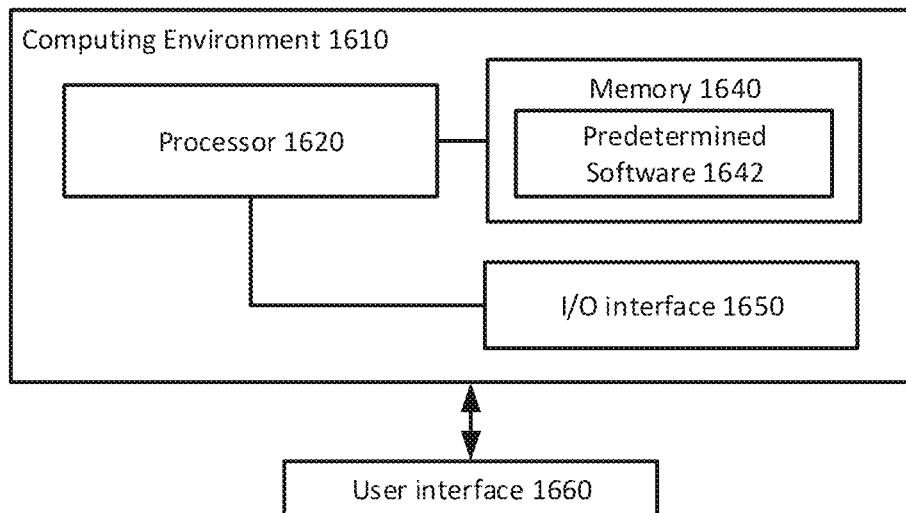 Computing Environment 1610
Processor 1620
Memory 1640
Predetermined
Software 1642
I/O interface 1650
User interface 1660